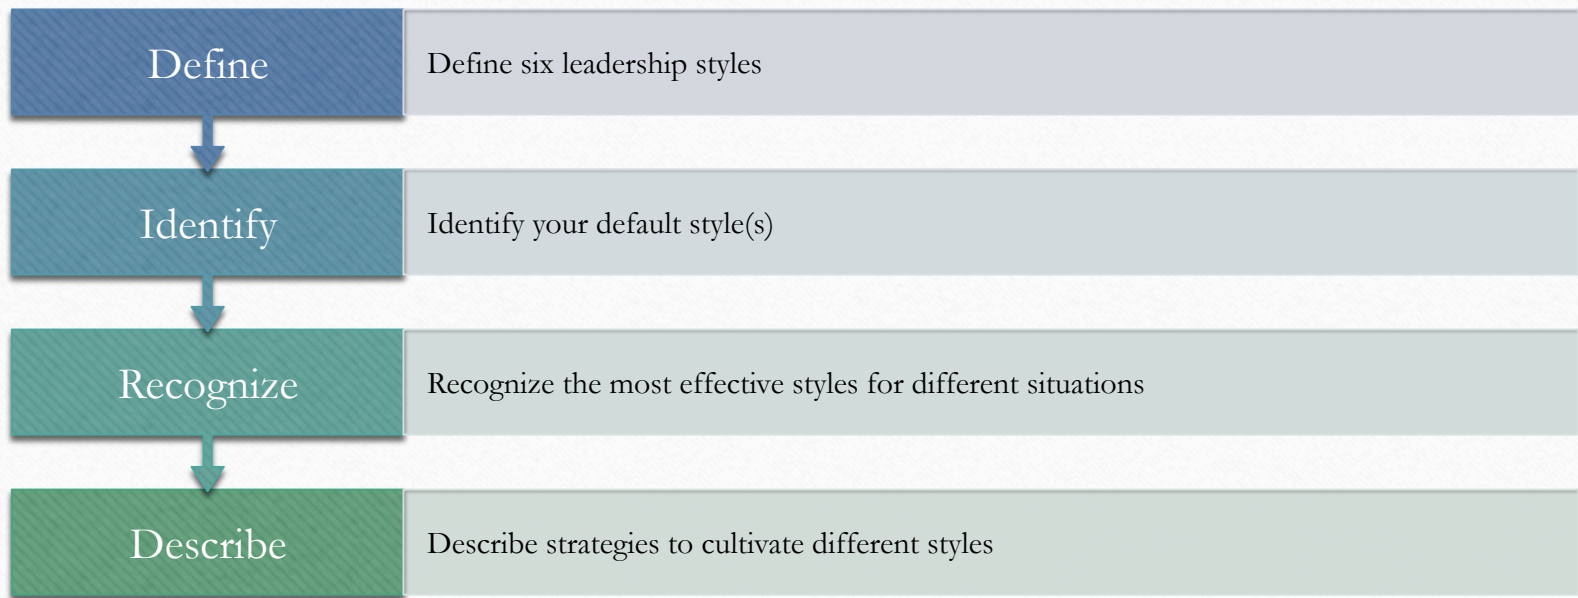 Define
Define six leadership styles
Identify
Identify your default style(s)
Recognize
Recognize the most effective styles for different situations
Describe
Describe strategies to cultivate different styles